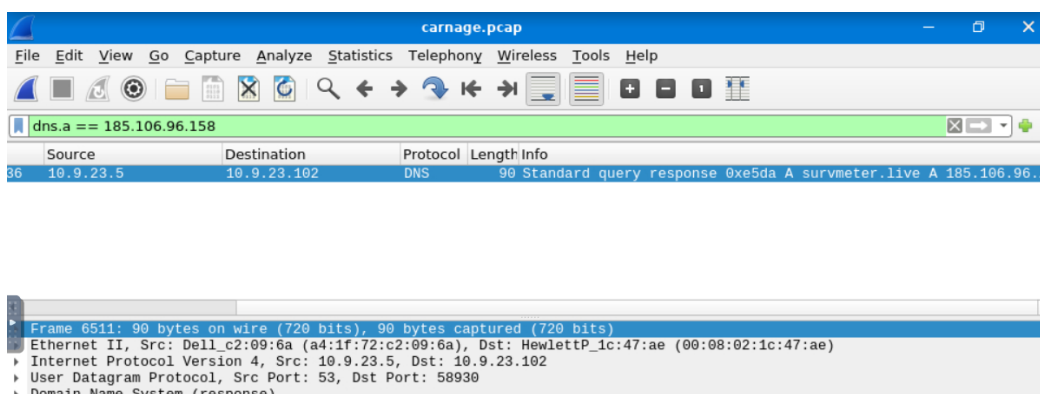 carnage.pcap
File Edit View Go Capture Analyze Statistics Telephony Wireless Tools Help
dns.a == 185.106.96.158
Source Destination Protocol Length Info
36 10.9.23.5 10.9.23.102 DNS 90 Standard query response 0xe5da A survmeter.live A 185.106.96.
Frame 6511: 90 bytes on wire (720 bits), 90 bytes captured (720 bits)
Ethernet II, Src: Dell_c2:09:6a (a4:1f:72:c2:09:6a), Dst: HewlettP_1c:47:ae (00:08:02:1c:47:ae)
Internet Protocol Version 4, Src: 10.9.23.5, Dst: 10.9.23.102
User Datagram Protocol, Src Port: 53, Dst Port: 58930
Domain Name System (response)